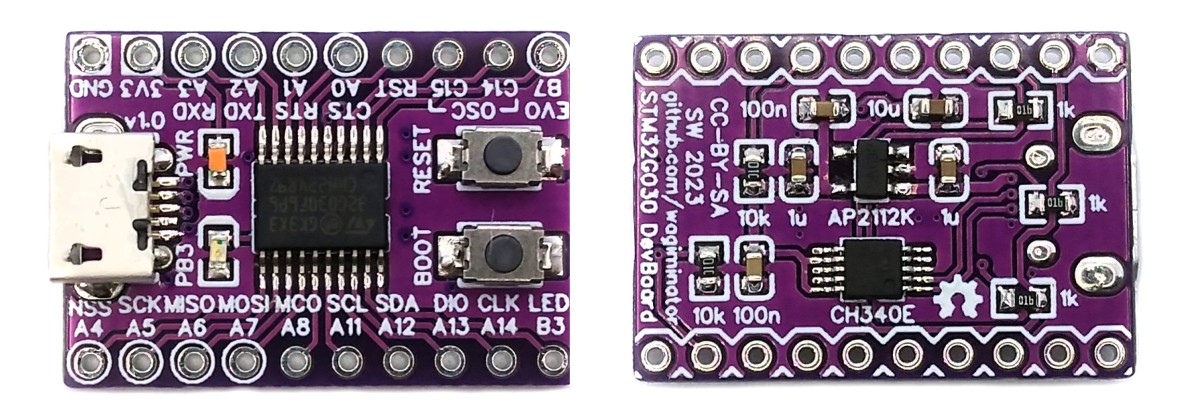 GND 3V3 A3 A2 A1 A0 RST C15 C14 B7
RXD TXD RTS CTS OSC EVO
PWR
RESET
PB3
BOOT
NSS SCK MISO MOSI MCO SCL SDA DIO CLK LED
A4 A5 A6 A7 A8 A11 A12 A13 A14 B3
100n
10u
1k
01b
10k
1u
AP2112K
1u
1k
01b
10k
100n
CH340E
1k
01b
CC-BY-SA
SW 2023
github.com/wagiminator
STM32G030 DevBoard